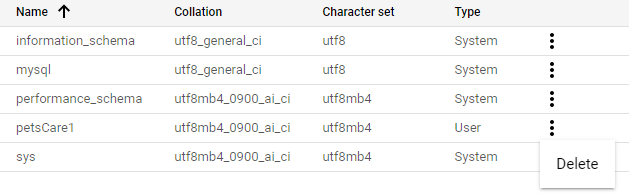 Name Collation Character set Type
information_schema utf8_general_ci utf8 System
mysql utf8_general_ci utf8 System
performance_schema utf8mb4_0900_ai_ci utf8mb4 System
petsCare1 utf8mb4_0900_ai_ci utf8mb4 User
sys utf8mb4_0900_ai_ci utf8mb4 System
Delete